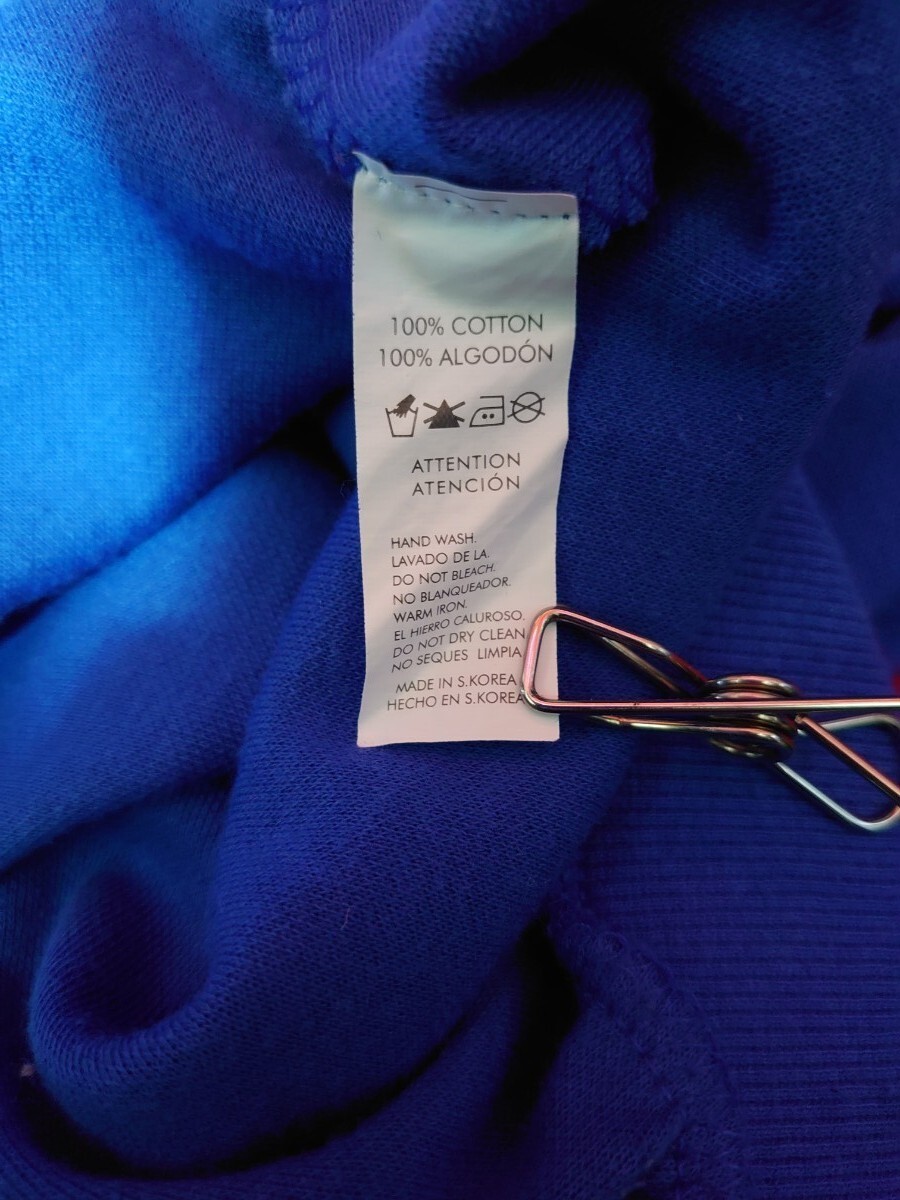 100% COTTON
100% ALGODÓN
ATTENTION
ATENCIÓN
HAND WASH.
LAVADO DE LA.
DO NOT BLEACH.
NO BLANQUEADOR.
WARM IRON.
EL HIERRO CALUROSO.
DO NOT DRY CLEAN
NO SEQUES LIMPIA
MADE IN S.KOREA
HECHO EN S.KOREA